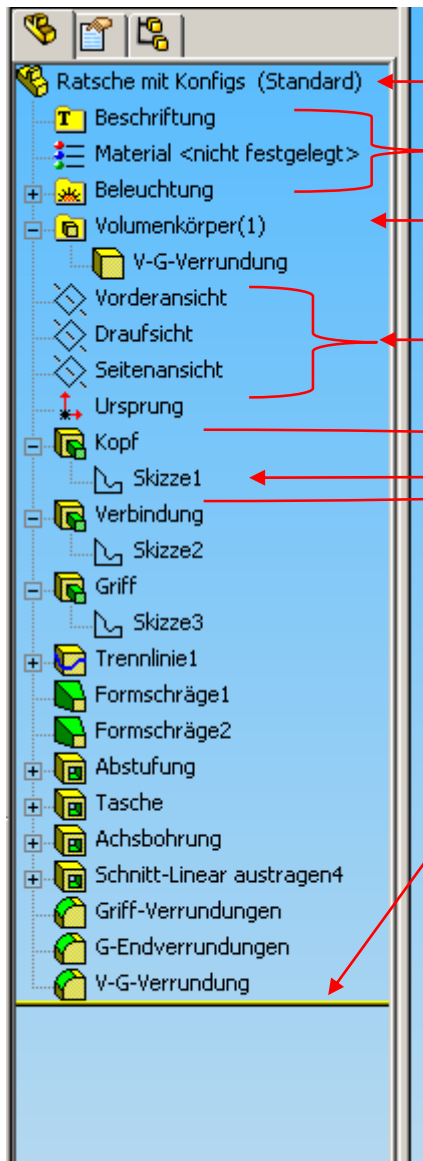 Ratsche mit Konfigs (Standard)
Beschriftung
Material <nicht festgelegt>
Beleuchtung
Volumenkörper(1)
V-G-Verrundung
Vorderansicht
Draufsicht
Seitenansicht
Ursprung
Kopf
Skizze1
Verbindung
Skizze2
Griff
Skizze3
Trennlinie1
Formschräge1
Formschräge2
Abstufung
Tasche
Achsbohrung
Schnitt-Linear austragen4
Griff-Verrundungen
G-Endverrundungen
V-G-Verrundung